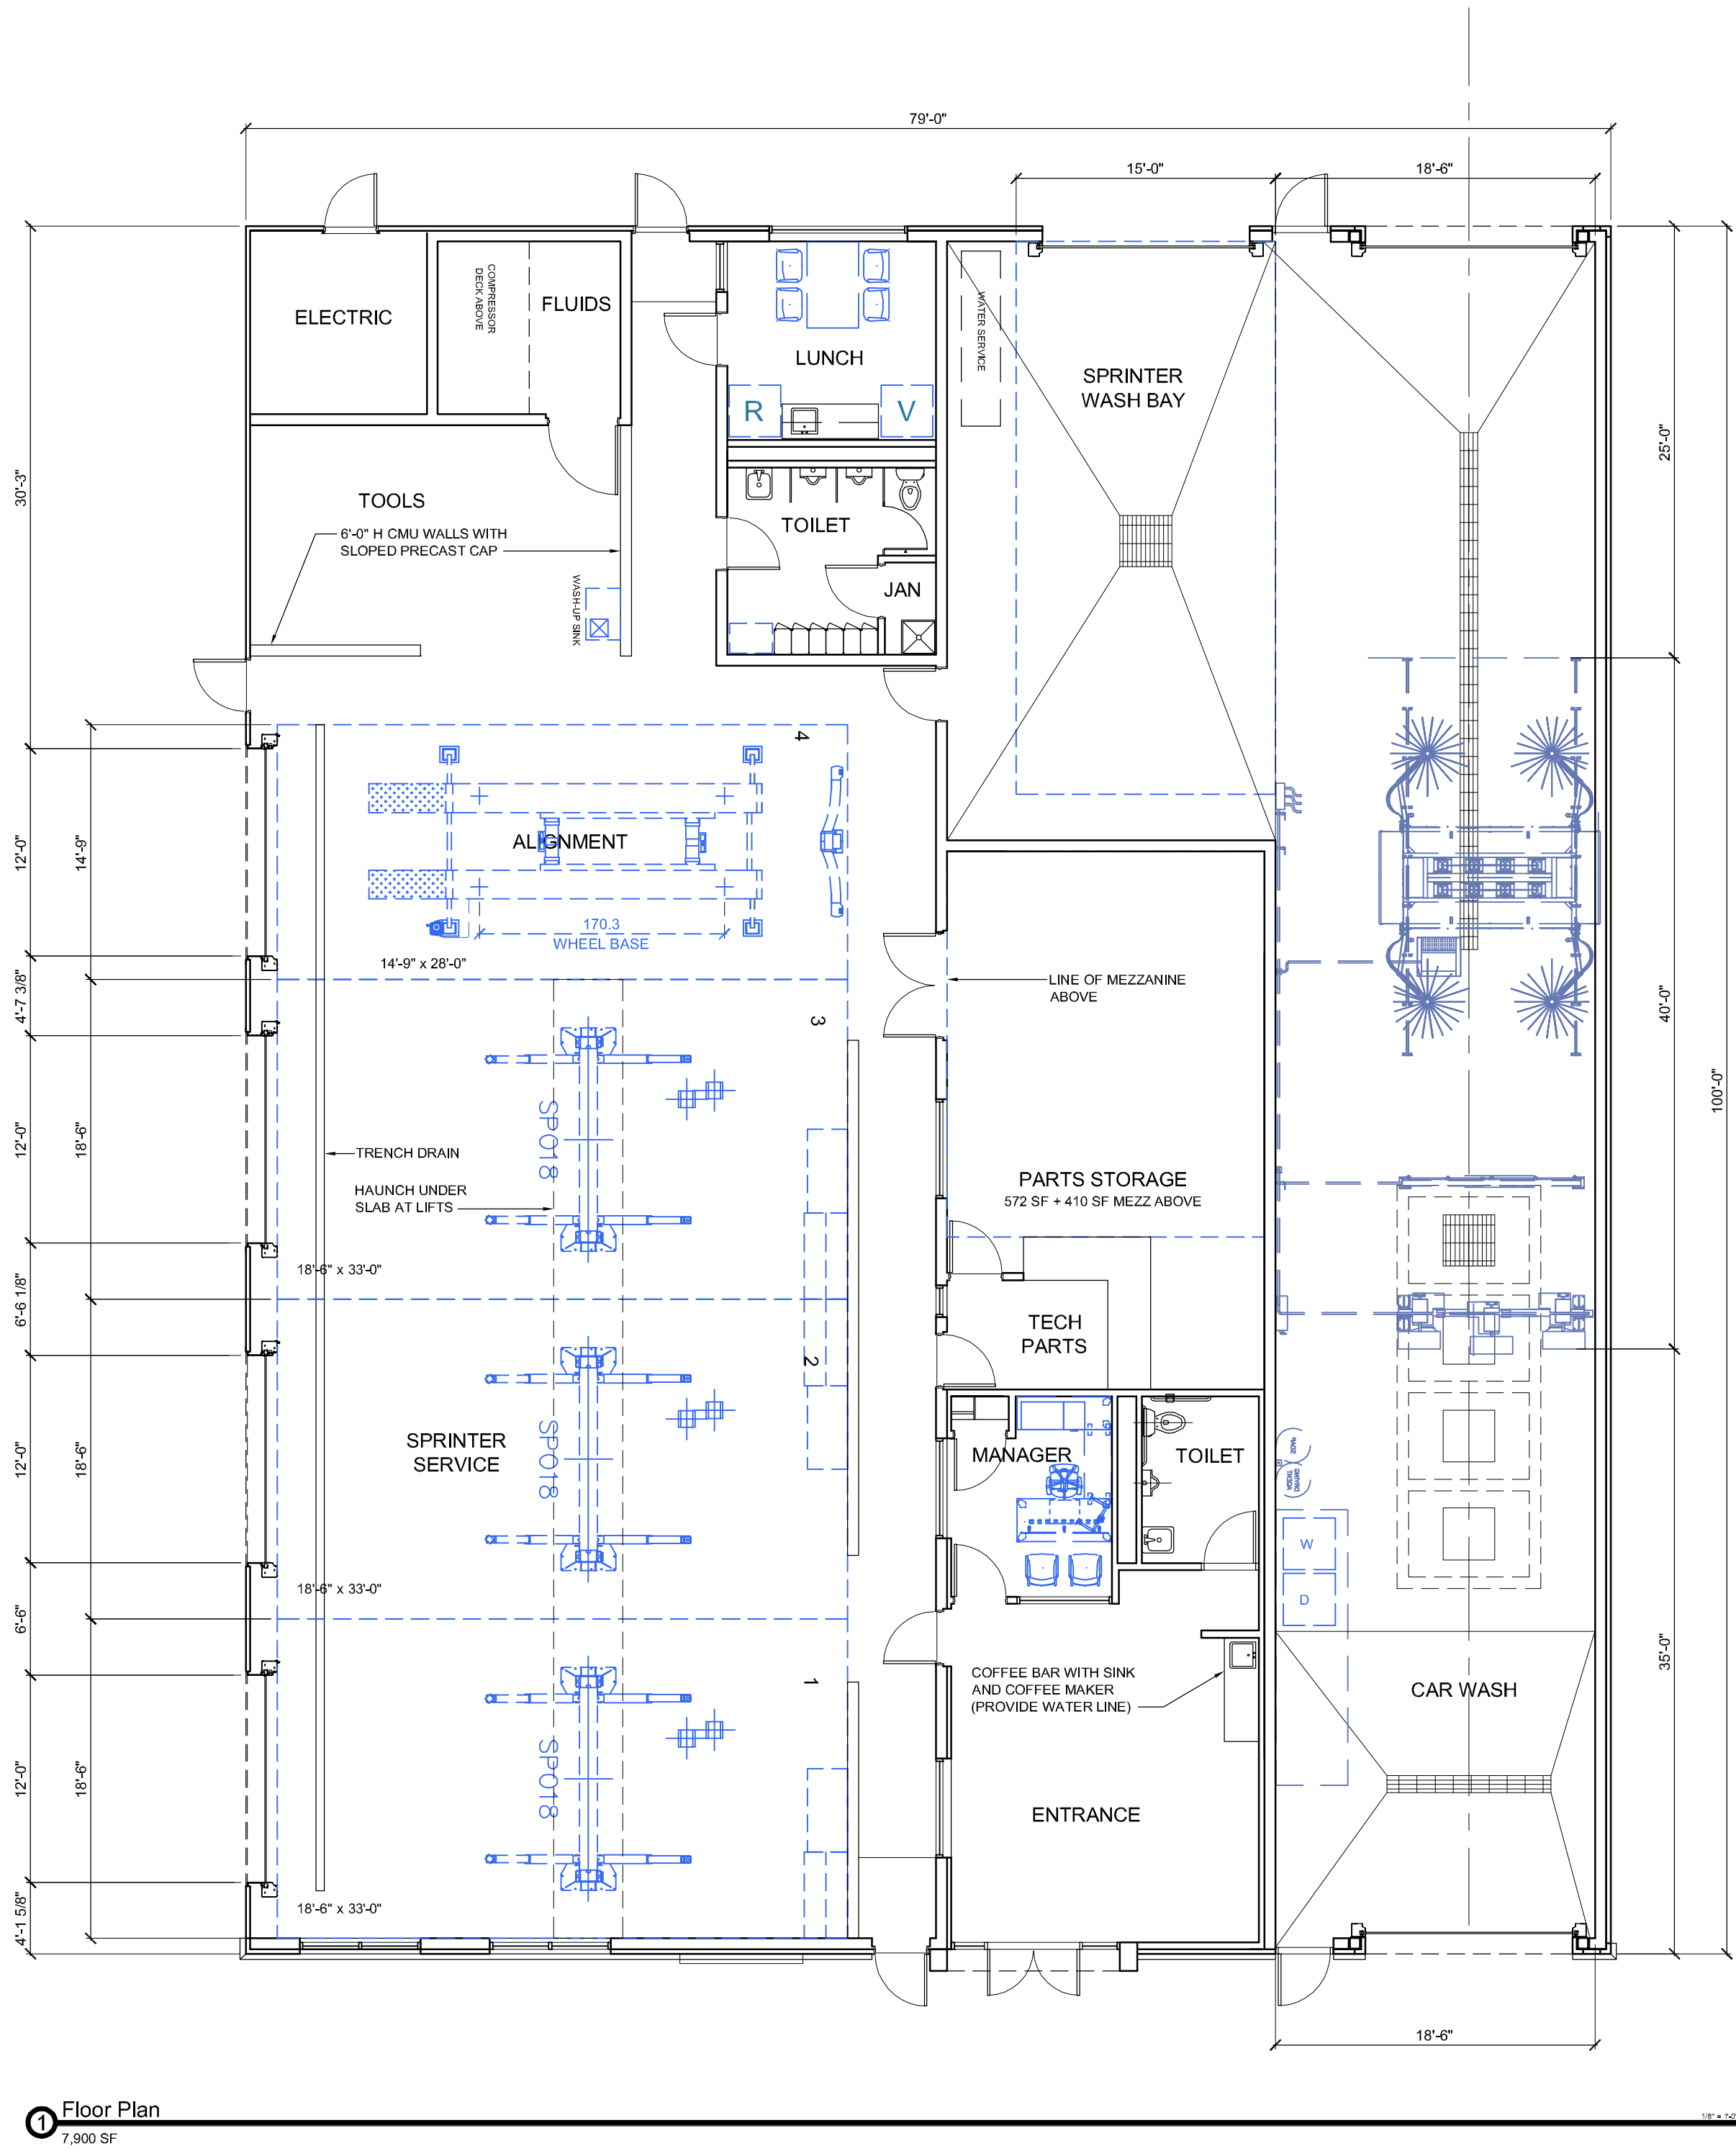 79'-0"
15'-0"
18'-6"
ELECTRIC
COMPRESSOR
DECK ABOVE
FLUIDS
LUNCH
R
V
WATER SERVICE
SPRINTER
WASH BAY
25'-0"
30'-3"
TOOLS
6'-0" H CMU WALLS WITH
SLOPED PRECAST CAP
TOILET
JAN
WASH-UP SINK
4
ALIGNMENT
12'-0"
14'-9"
170.3
WHEEL BASE
14'-9" x 28'-0"
4'-7 3/8"
3
LINE OF MEZZANINE
ABOVE
40'-0"
100'-0"
12'-0"
18'-6"
SP018
TRENCH DRAIN
HAUNCH UNDER
SLAB AT LIFTS
PARTS STORAGE
572 SF + 410 SF MEZZ ABOVE
18'-6" x 33'-0"
6'-6 1/8"
TECH
PARTS
2
12'-0"
18'-6"
SPRINTER
SERVICE
SP018
MANAGER
TOILET
SOAP
DRYING
AGENT
W
D
18'-6" x 33'-0"
6'-6"
35'-0"
COFFEE BAR WITH SINK
AND COFFEE MAKER
(PROVIDE WATER LINE)
1
CAR WASH
12'-0"
18'-6"
SP018
ENTRANCE
18'-6" x 33'-0"
4'-1 5/8"
18'-6"
1
Floor Plan
7,900 SF